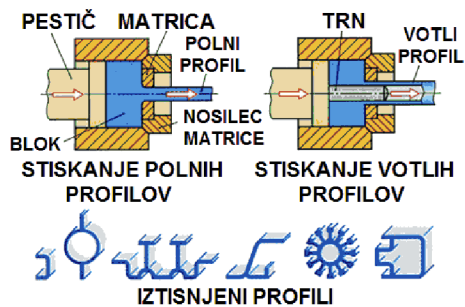 PESTIČ
MATRICA
POLNI
PROFIL
BLOK
NOSILEC
MATRICE
STISKANJE POLNIH
PROFILOV
TRN
VOTLI
PROFIL
STISKANJE VOTLIH
PROFILOV
IZTISNJENI PROFILI